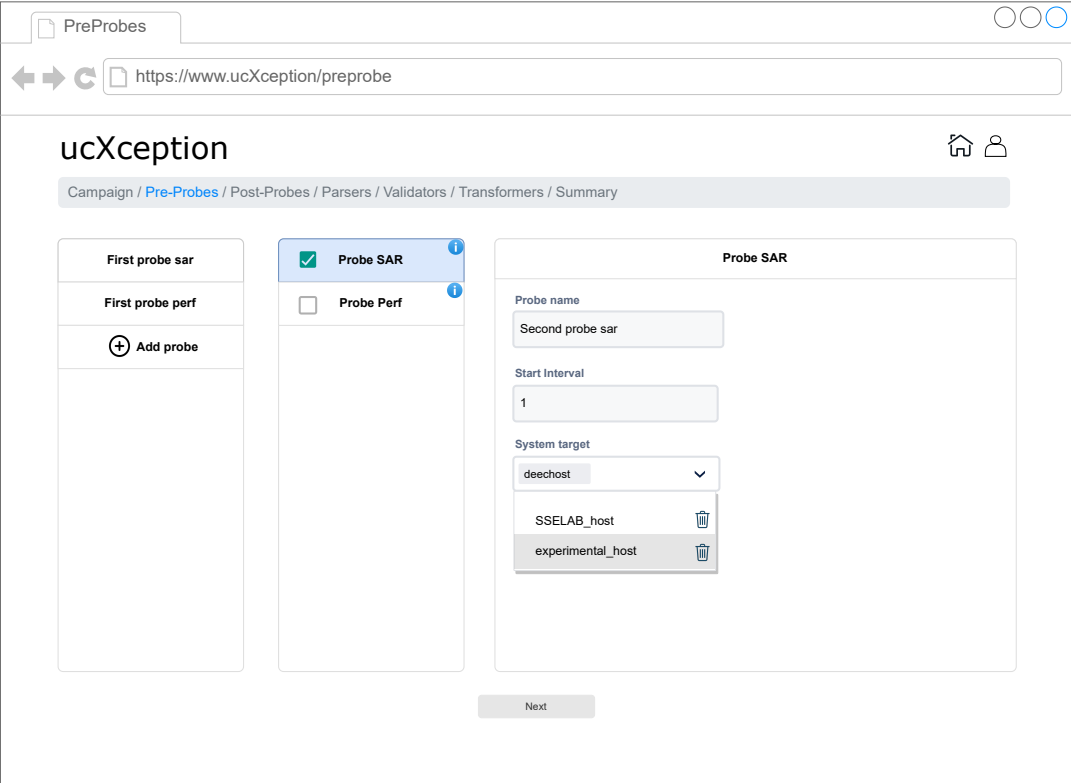 PreProbes
https://www.ucXception/preprobe
ucXception
Campaign / Pre-Probes / Post-Probes / Parsers / Validators / Transformers / Summary
First probe sar
First probe perf
Add probe
Probe SAR
Probe Perf
Probe SAR
Probe name
Second probe sar
Start Interval
1
System target
deechost
SSELAB_host
experimental_host
Next